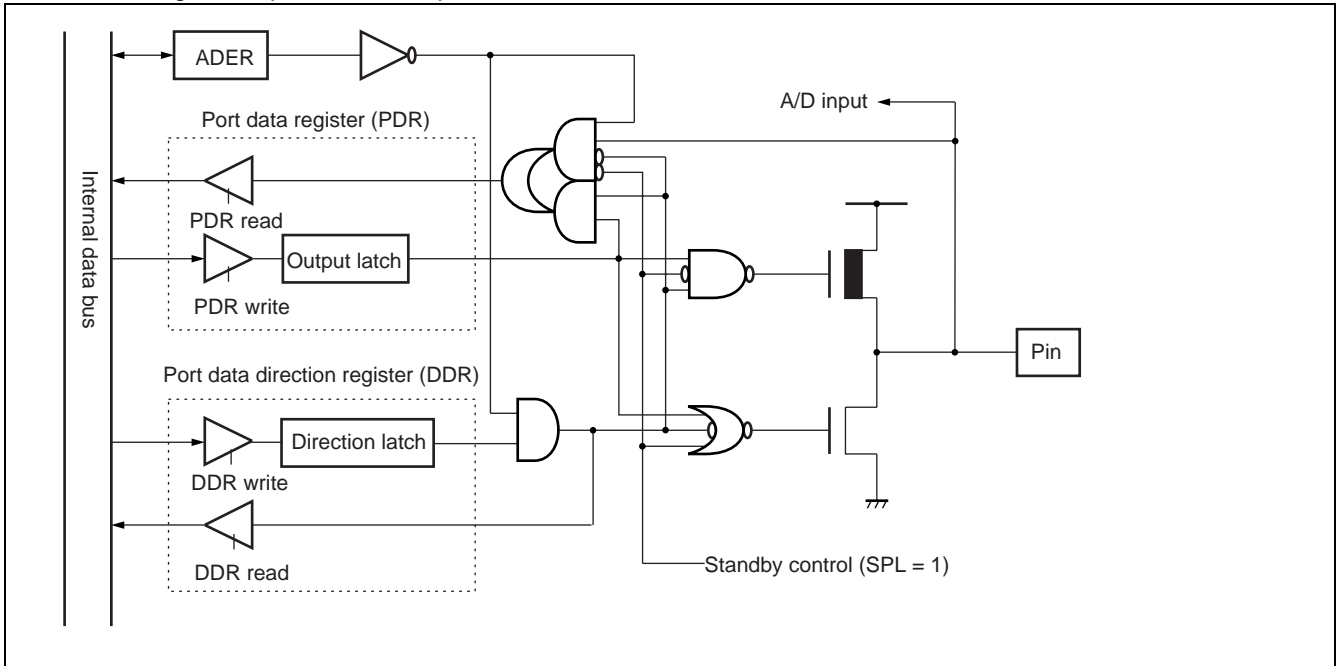 ADER
A/D input
Port data register (PDR)
Internal data bus
PDR read
Output latch
PDR write
Pin
Port data direction register (DDR)
Direction latch
DDR write
Standby control (SPL = 1)
DDR read